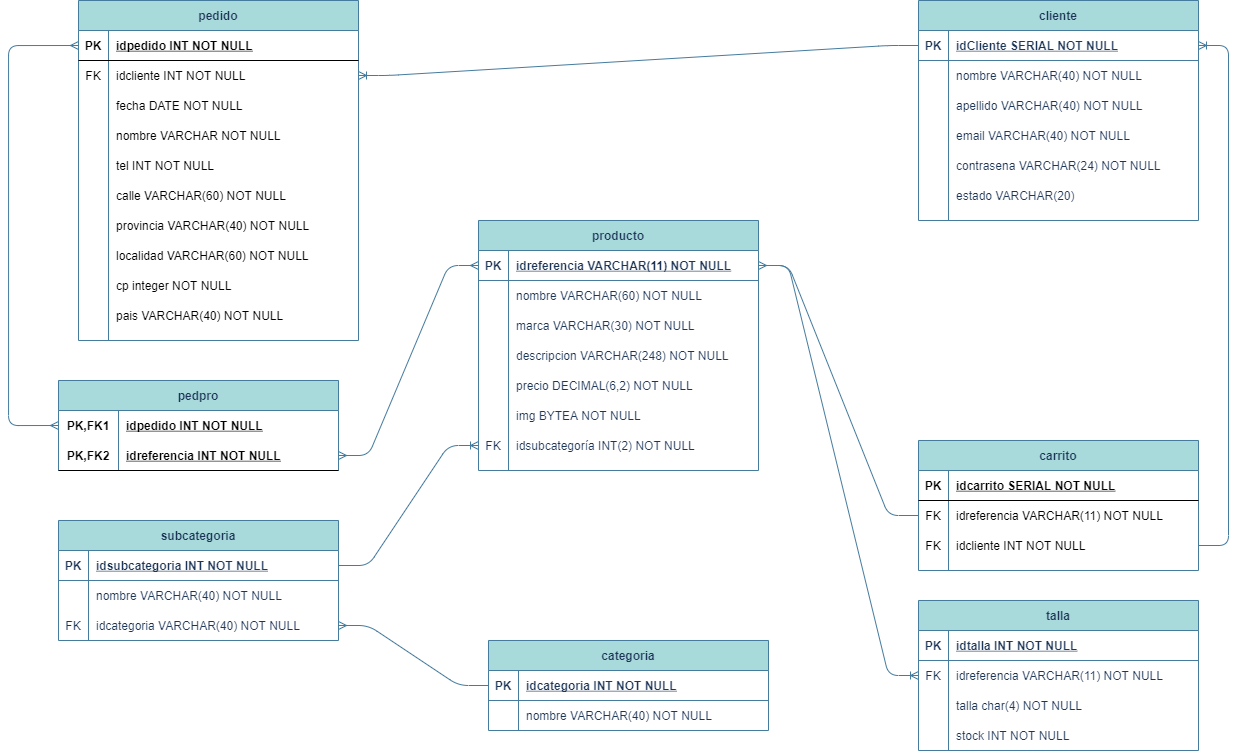 pedido
PK idpedido INT NOT NULL
FK idcliente INT NOT NULL
fecha DATE NOT NULL
nombre VARCHAR NOT NULL
tel INT NOT NULL
calle VARCHAR(60) NOT NULL
provincia VARCHAR(40) NOT NULL
localidad VARCHAR(60) NOT NULL
cp integer NOT NULL
pais VARCHAR(40) NOT NULL
cliente
PK idCliente SERIAL NOT NULL
nombre VARCHAR(40) NOT NULL
apellido VARCHAR(40) NOT NULL
email VARCHAR(40) NOT NULL
contrasena VARCHAR(24) NOT NULL
estado VARCHAR(20)
producto
PK idreferencia VARCHAR(11) NOT NULL
nombre VARCHAR(60) NOT NULL
marca VARCHAR(30) NOT NULL
descripcion VARCHAR(248) NOT NULL
precio DECIMAL(6,2) NOT NULL
img BYTEA NOT NULL
FK idsubcategoría INT(2) NOT NULL
pedpro
PK,FK1 idpedido INT NOT NULL
PK,FK2 idreferencia INT NOT NULL
carrito
PK idcarrito SERIAL NOT NULL
FK idreferencia VARCHAR(11) NOT NULL
FK idcliente INT NOT NULL
subcategoria
PK idsubcategoria INT NOT NULL
nombre VARCHAR(40) NOT NULL
FK idcategoria VARCHAR(40) NOT NULL
categoria
PK idcategoria INT NOT NULL
nombre VARCHAR(40) NOT NULL
talla
PK idtalla INT NOT NULL
FK idreferencia VARCHAR(11) NOT NULL
talla char(4) NOT NULL
stock INT NOT NULL